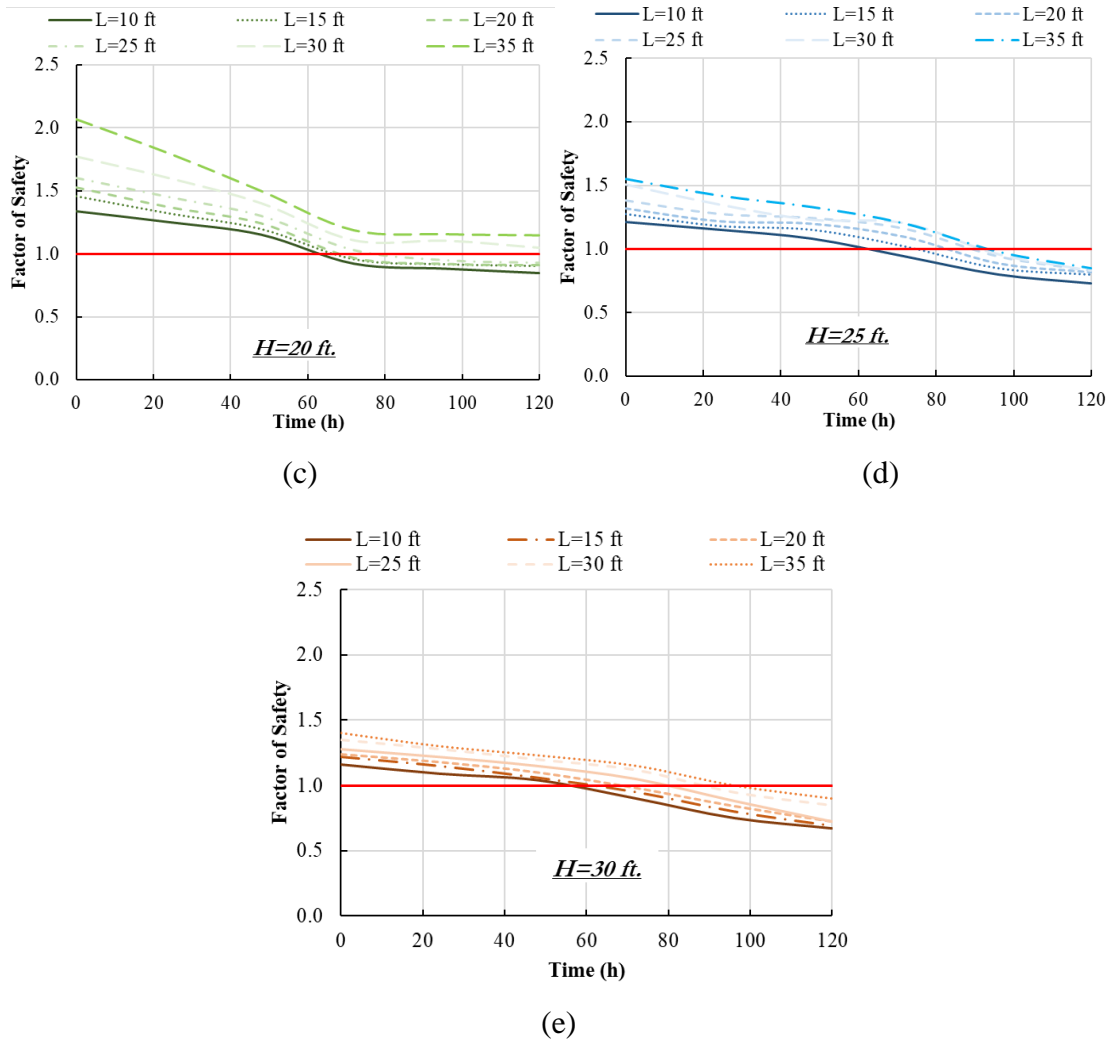 L=10 ft L=15 ft L=20 ft
L=25 ft L=30 ft L=35 ft
2.5
2.0
1.5
1.0
0.5
0.0
Factor of Safety
H=20 ft.
0 20 40 60 80 100 120
Time (h)
(c)
L=10 ft L=15 ft L=20 ft
L=25 ft L=30 ft L=35 ft
2.5
2.0
1.5
1.0
0.5
0.0
Factor of Safety
H=25 ft.
0 20 40 60 80 100 120
Time (h)
(d)
L=10 ft L=15 ft L=20 ft
L=25 ft L=30 ft L=35 ft
2.5
2.0
1.5
1.0
0.5
0.0
Factor of Safety
H=30 ft.
0 20 40 60 80 100 120
Time (h)
(e)